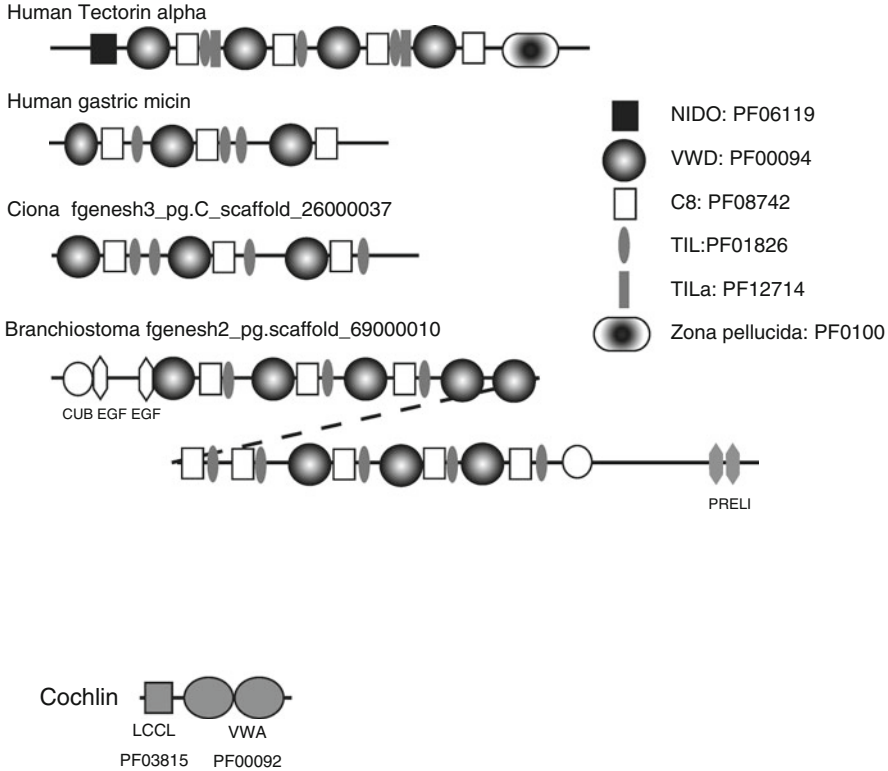 Human Tectorin alpha
Human gastric micin
NIDO: PF06119
VWD: PF00094
C8: PF08742
Ciona fgenesh3_pg.C_scaffold_26000037
TIL:PF01826
TILa: PF12714
Branchiostoma fgenesh2_pg.scaffold_69000010
Zona pellucida: PF0100
CUB EGF EGF
PRELI
Cochlin
LCCL VWA
PF03815 PF00092